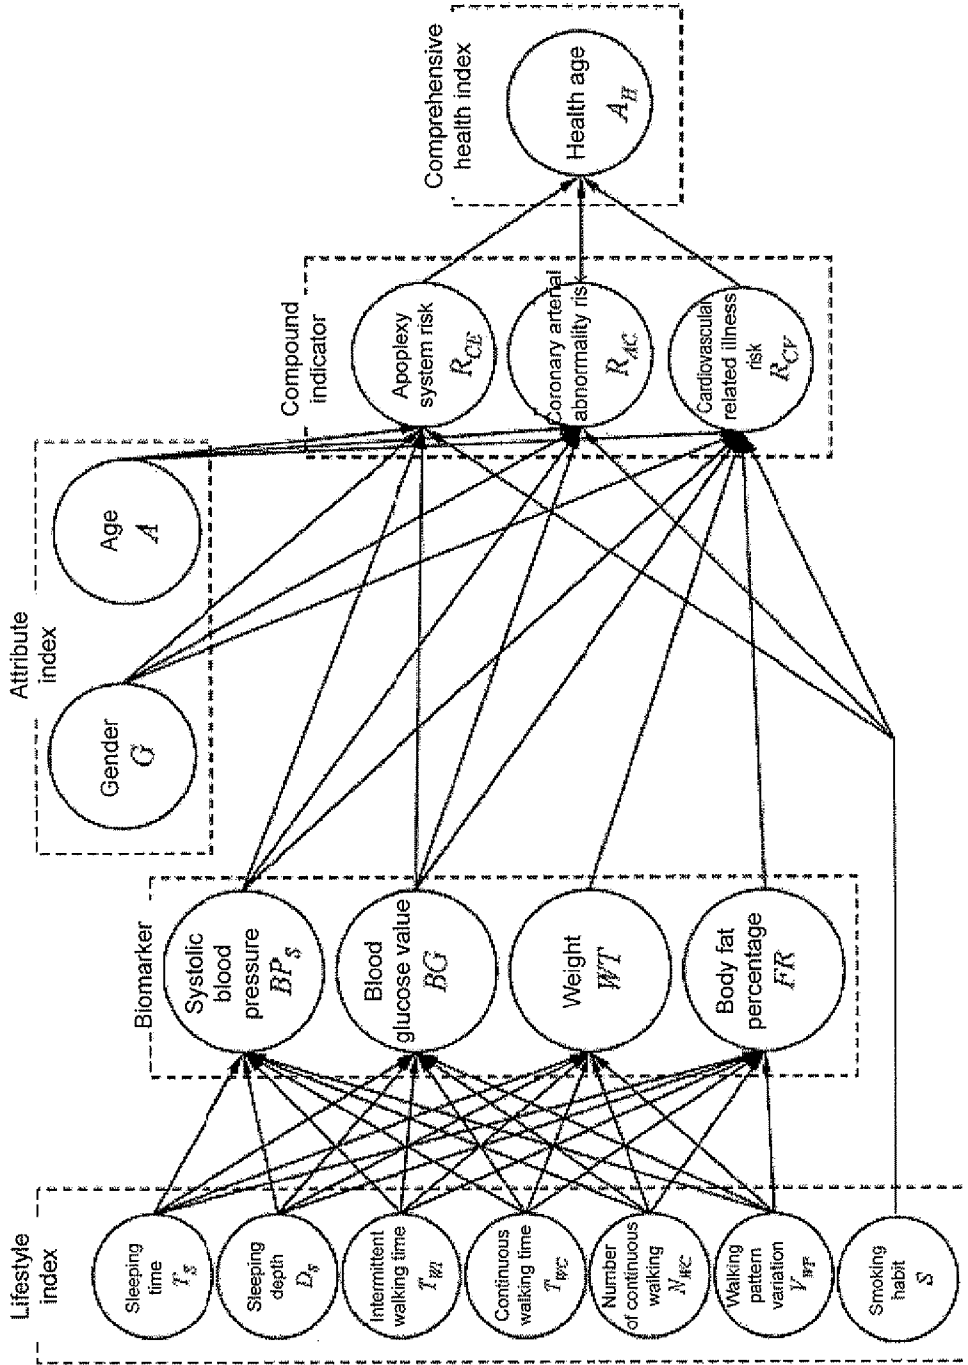 Lifestyle
index
Sleeping
time
T_S
Sleeping
depth
D_S
Intermittent
walking time
T_WI
Continuous
walking time
T_WC
Number
of continuous
walking
N_WC
Walking
pattern
variation
V_WP
Smoking
habit
S
Biomarker
Systolic
blood
pressure
BP_S
Blood
glucose value
BG
Weight
WT
Body fat
percentage
FR
Attribute
index
Gender
G
Age
A
Compound
indicator
Apoplexy
system risk
R_CE
Coronary arterial
abnormality risk
R_AC
Cardiovascular
related illness
risk
R_CV
Comprehensive
health index
Health age
A_H